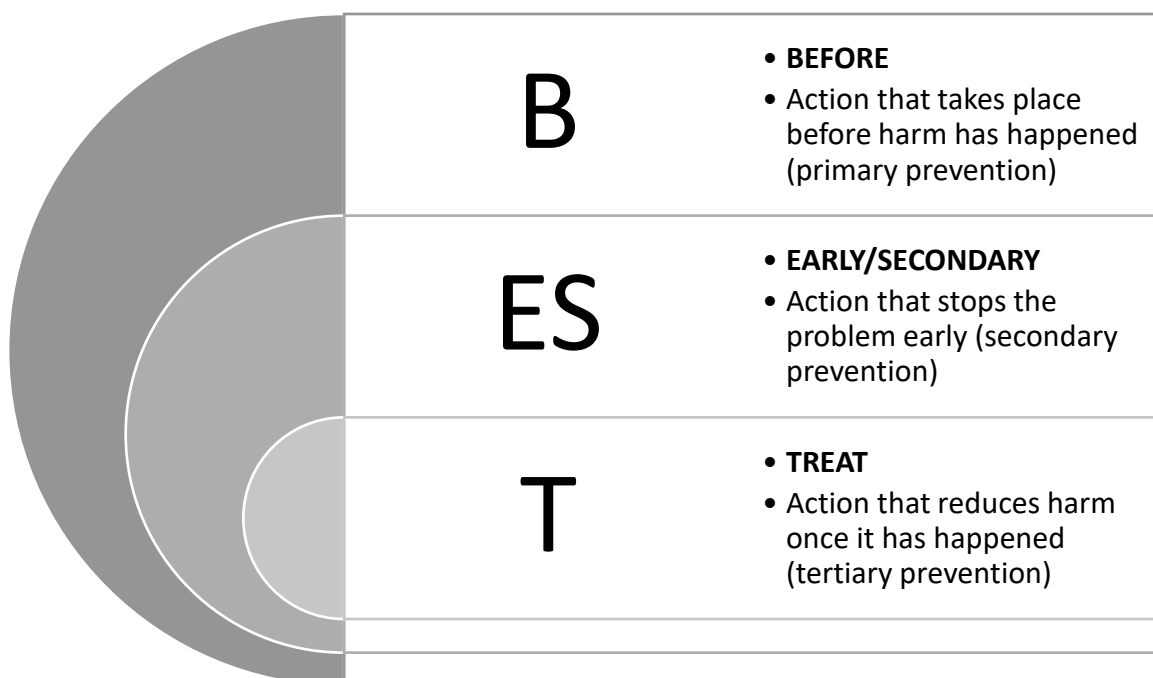 B
• BEFORE
• Action that takes place
before harm has happened
(primary prevention)
ES
• EARLY/SECONDARY
• Action that stops the
problem early (secondary
prevention)
T
• TREAT
• Action that reduces harm
once it has happened
(tertiary prevention)